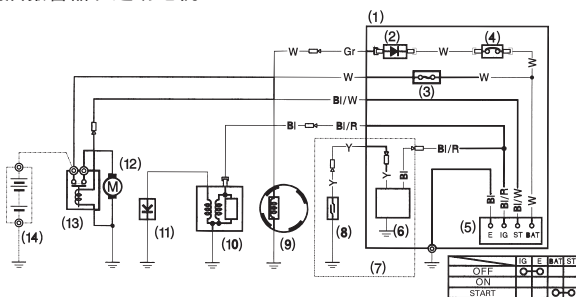 (1)
(2)
(4)
W
Gr
W
W
W
W
(3)
W
Bl/W
Bl
Bl/R
(7)
Y
Bl/R
Y
Y
Bl
(12)
M
(13)
(14)
(11)
(10)
(9)
(8)
(6)
Bl
Bl/R
Bl/W
W
(5)
E IG ST BAT
IG E BAT ST
OFF
ON
START